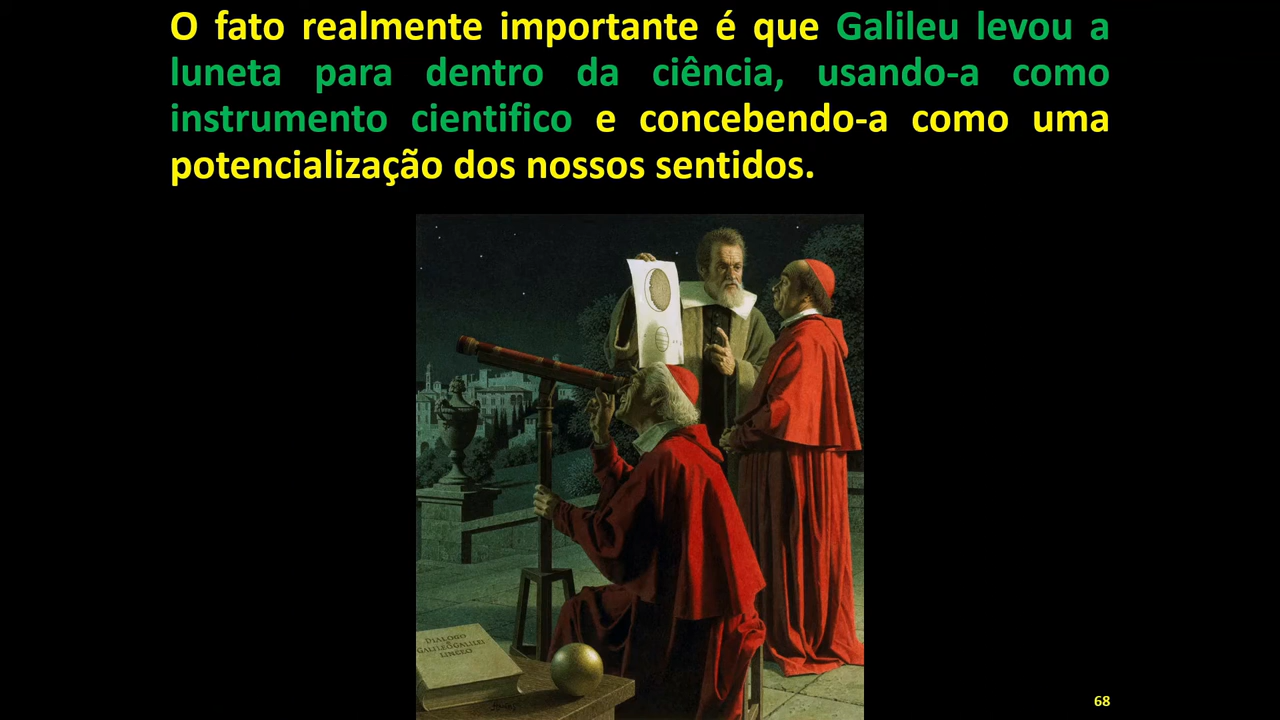 O fato realmente importante é que Galileu levou a
luneta para dentro da ciência, usando-a como
instrumento cientifico e concebendo-a como uma
potencialização dos nossos sentidos.
DIALOGO
GALILEO GALILEI
LINCEO
68